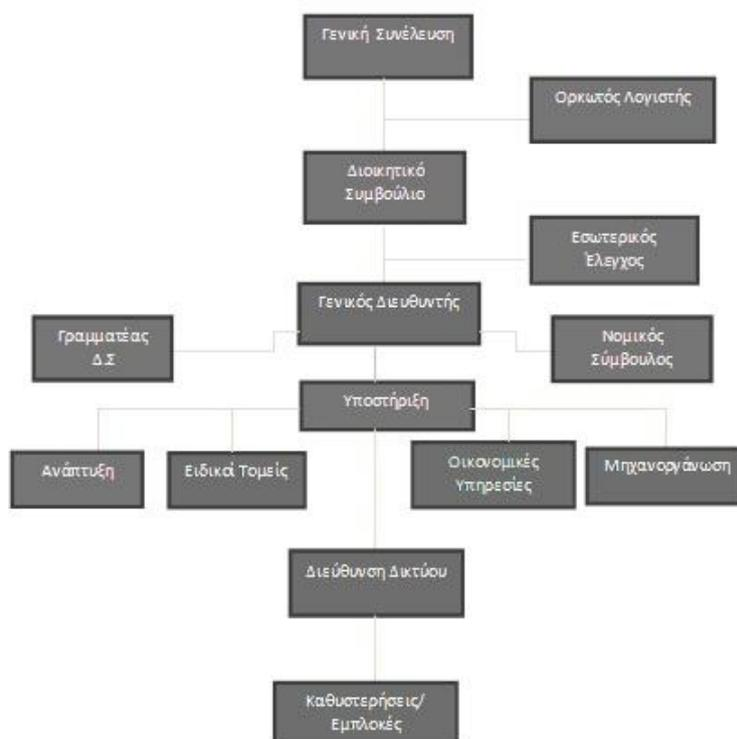 Γενική Συνέλευση
Ορκωτός Λογιστής
Διοικητικό
Συμβούλιο
Εσωτερικός
Έλεγχος
Γενικός Διευθυντής
Γραμματέας
Δ.Σ
Νομικός
Σύμβουλος
Υποστήριξη
Ανάπτυξη
Ειδικοί Τομείς
Οικονομικές
Υπηρεσίες
Μηχανοργάνωση
Διεύθυνση Δικτύου
Καθυστερήσεις/
Εμπλοκές